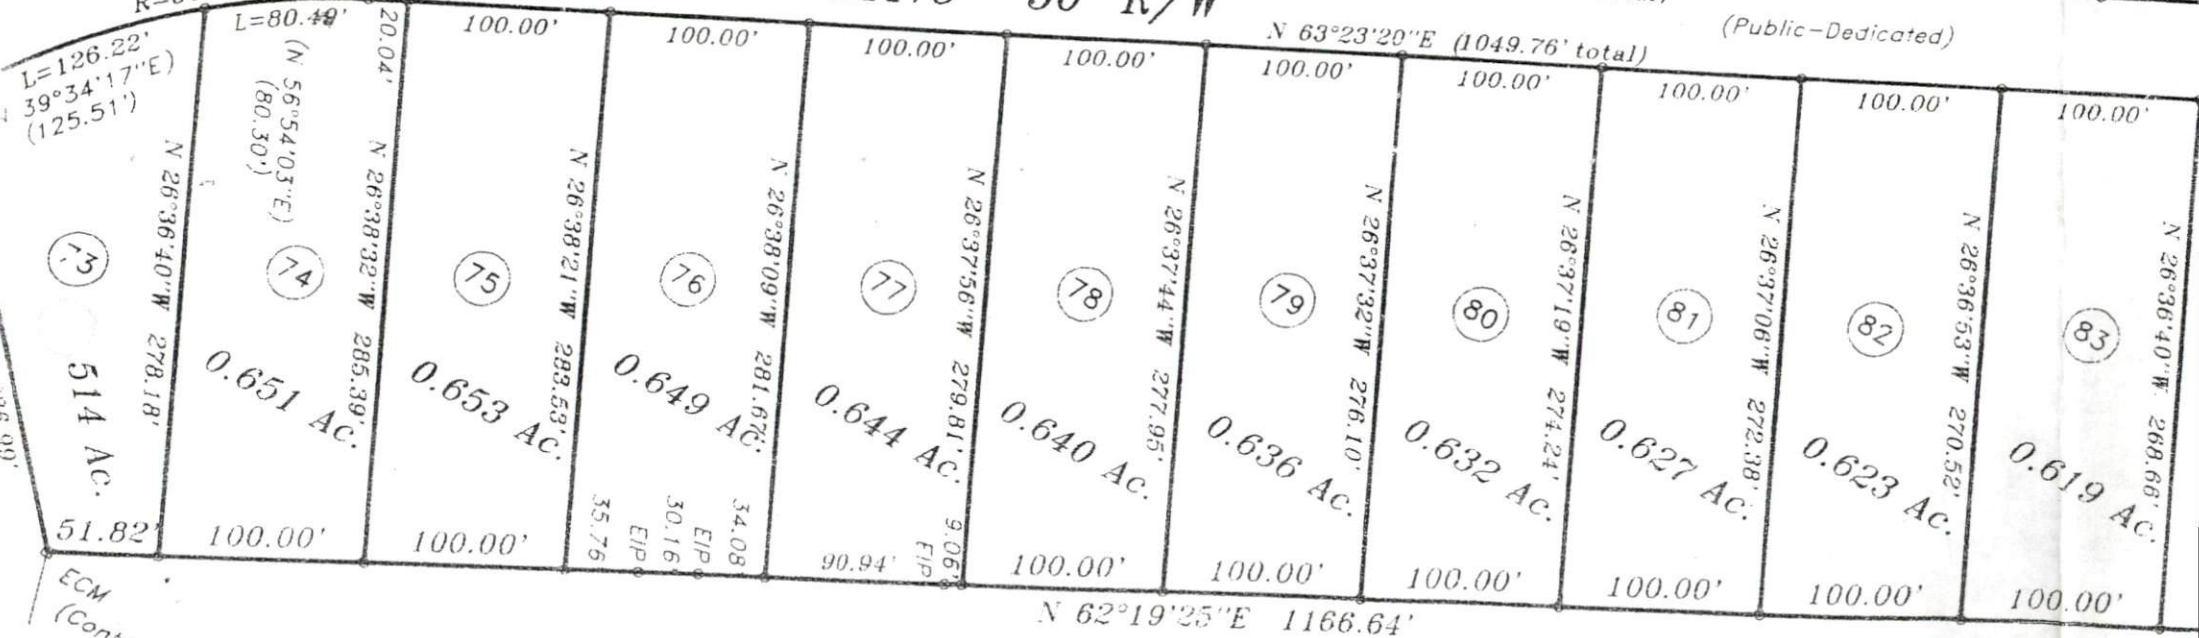 50' R/W
(Public-Dedicated)
N 63°23'20"E (1049.76' total)
L=126.22'
39°34'17"E)
(125.51')
L=80.49'
(N 56°54'03"E)
(80.30')
20.04'
100.00'
100.00'
100.00'
100.00'
100.00'
100.00'
100.00'
100.00'
100.00'
73
514 Ac.
N 26°36'40"W 278.18'
74
0.651 Ac.
N 26°38'32"W 285.39'
75
0.653 Ac.
N 26°38'21"W 283.53'
76
0.649 Ac.
N 26°38'09"W 281.67'
77
0.644 Ac.
N 26°37'56"W 279.81'
78
0.640 Ac.
N 26°37'44"W 277.95'
79
0.636 Ac.
N 26°37'32"W 276.10'
80
0.632 Ac.
N 26°37'19"W 274.24'
81
0.627 Ac.
N 26°37'06"W 272.38'
82
0.623 Ac.
N 26°36'53"W 270.52'
83
0.619 Ac.
N 26°36'40"W 268.66'
51.82'
100.00'
100.00'
35.76
EIP
30.16'
EIP
34.08'
90.94'
EIP
9.06'
100.00'
100.00'
100.00'
100.00'
100.00'
100.00'
ECM
N 62°19'25"E 1166.64'